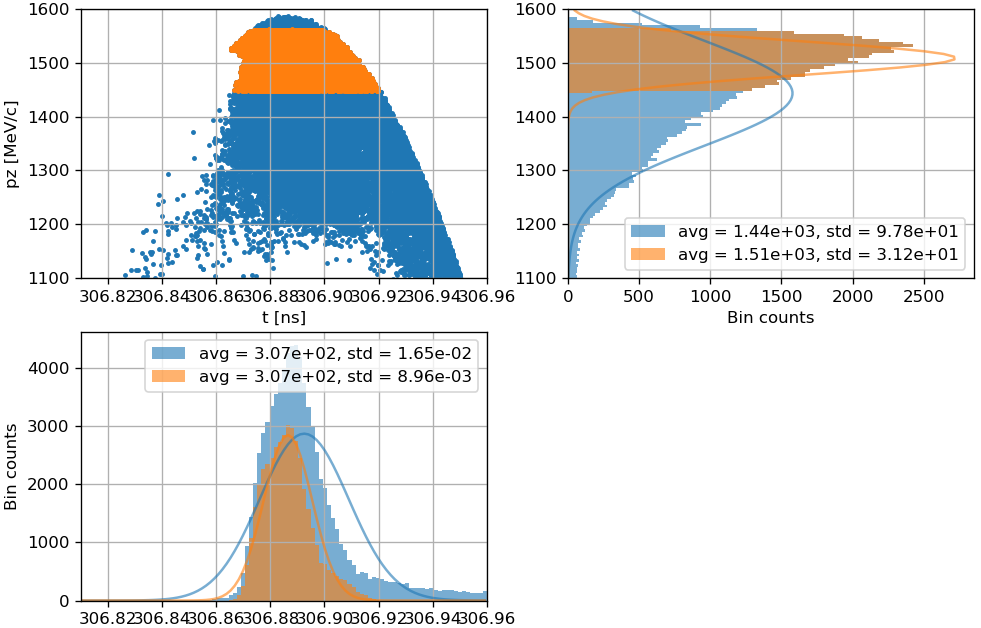 1600
1500
1400
1300
1200
1100
pz [MeV/c]
306.82 306.84 306.86 306.88 306.90 306.92 306.94 306.96
t [ns]
1600
1500
1400
1300
1200
1100
avg = 1.44e+03, std = 9.78e+01
avg = 1.51e+03, std = 3.12e+01
0 500 1000 1500 2000 2500
Bin counts
avg = 3.07e+02, std = 1.65e-02
avg = 3.07e+02, std = 8.96e-03
4000
3000
2000
1000
0
Bin counts
306.82 306.84 306.86 306.88 306.90 306.92 306.94 306.96